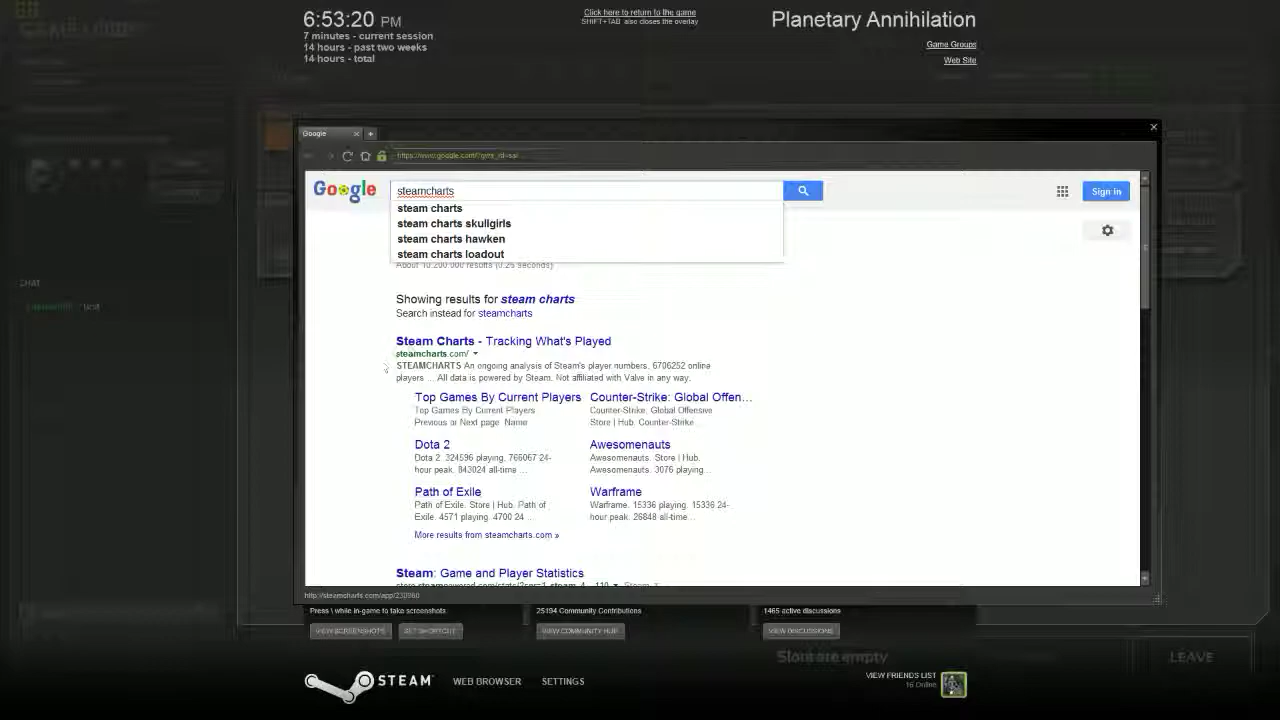 6:53:20 PM
7 minutes - current session
14 hours - past two weeks
14 hours - total
Click here to return to the game
SHIFT+TAB also closes the overlay
Planetary Annihilation
Game Groups
Web Site
Google
Google
steamcharts
Sign in
steam charts
steam charts skullgirls
steam charts hawken
steam charts loadout
About 10,200,000 results (0.25 seconds)
Showing results for steam charts
Search instead for steamcharts
Steam Charts - Tracking What's Played
steamcharts.com/
STEAMCHARTS An ongoing analysis of Steam's player numbers. 6706252 online
players ... All data is powered by Steam. Not affiliated with Valve in any way.
Top Games By Current Players
Top Games By Current Players
Previous or Next page. Name
Counter-Strike: Global Offen...
Counter-Strike: Global Offensive
Store | Hub. Counter-Strike...
Dota 2
Dota 2. 324596 playing. 766067 24-
hour peak. 843024 all-time ...
Awesomenauts
Awesomenauts. Store | Hub.
Awesomenauts. 3076 playing...
Path of Exile
Path of Exile. Store | Hub. Path of
Exile. 4571 playing. 4700 24 ...
Warframe
Warframe. 15336 playing. 15336 24-
hour peak. 26848 all-time...
More results from steamcharts.com »
Steam: Game and Player Statistics
CHAT
Press \ while in-game to take screenshots.
25194 Community Contributions
1465 active discussions
VIEW SCREENSHOTS
SET SHORTCUT
VIEW COMMUNITY HUB
VIEW DISCUSSIONS
Slots are empty
LEAVE
STEAM
WEB BROWSER
SETTINGS
VIEW FRIENDS LIST
16 Online